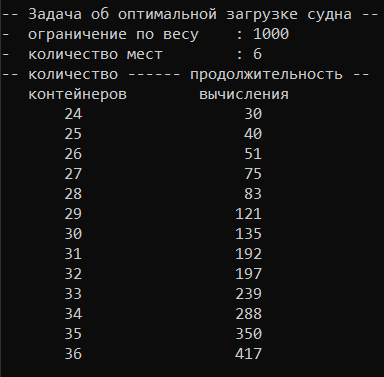 -- Задача об оптимальной загрузке судна --
-  ограничение по весу    : 1000
-  количество мест        : 6
-- количество ------ продолжительность --
   контейнеров        вычисления
       24                  30
       25                  40
       26                  51
       27                  75
       28                  83
       29                 121
       30                 135
       31                 192
       32                 197
       33                 239
       34                 288
       35                 350
       36                 417